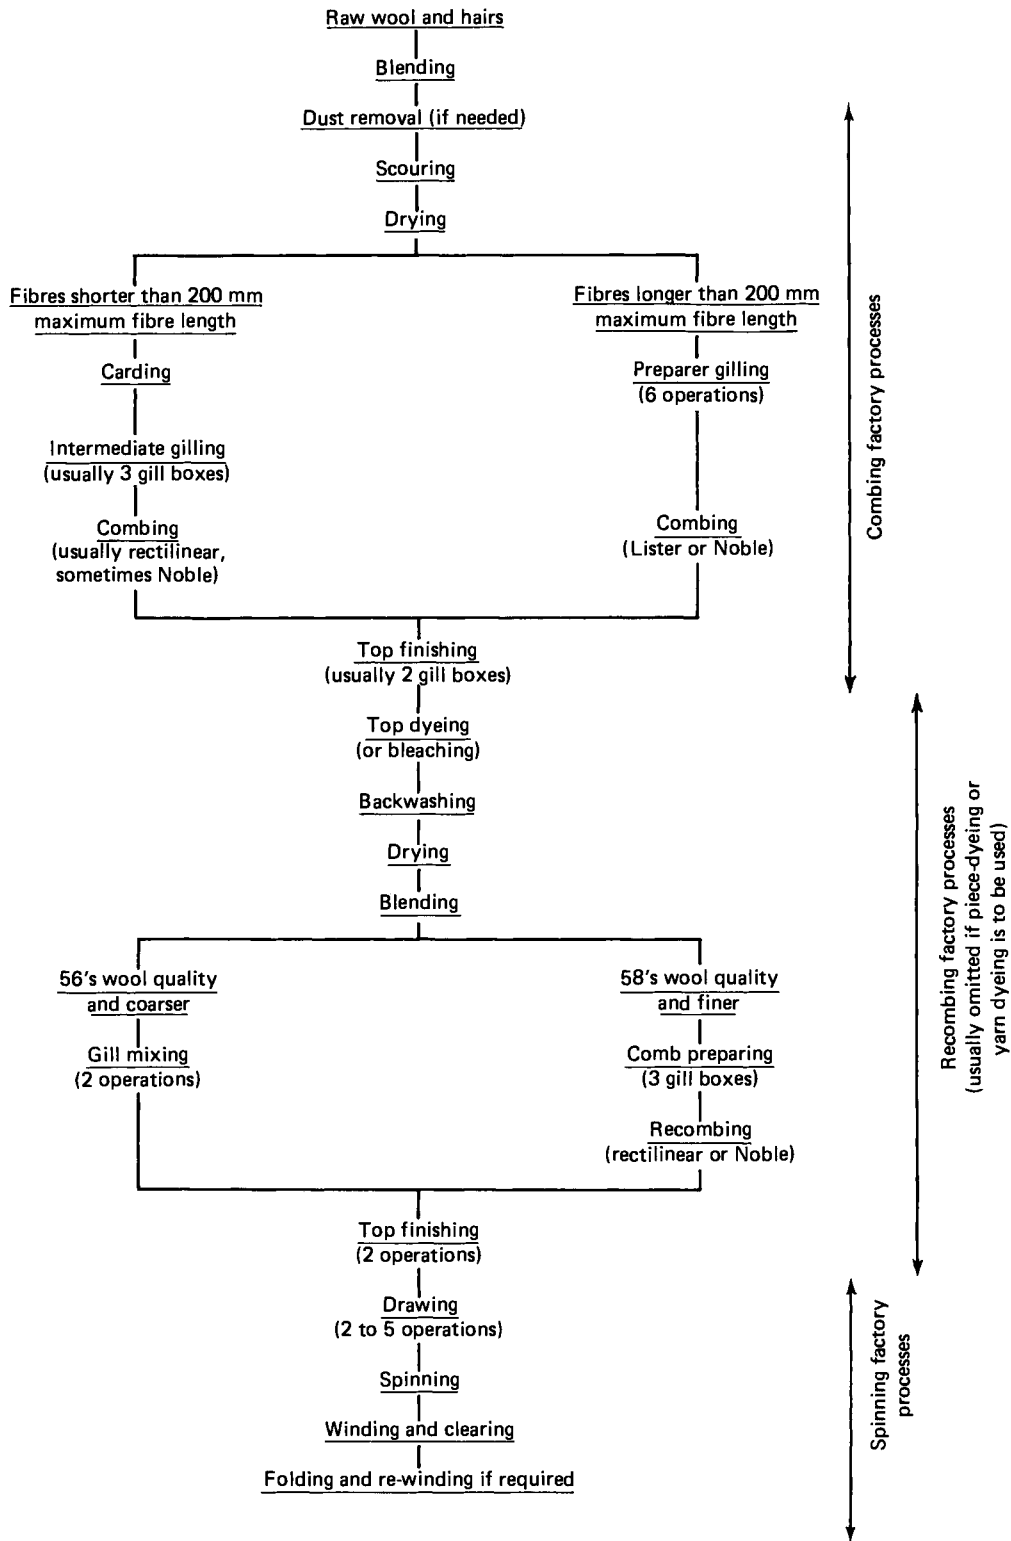 Raw wool and hairs
Blending
Dust removal (if needed)
Scouring
Drying
Fibres shorter than 200 mm
maximum fibre length
Carding
Intermediate gilling
(usually 3 gill boxes)
Combing
(usually rectilinear,
sometimes Noble)
Fibres longer than 200 mm
maximum fibre length
Preparer gilling
(6 operations)
Combing
(Lister or Noble)
Top finishing
(usually 2 gill boxes)
Combing factory processes
Top dyeing
(or bleaching)
Backwashing
Drying
Blending
56's wool quality
and coarser
Gill mixing
(2 operations)
58's wool quality
and finer
Comb preparing
(3 gill boxes)
Recombing
(rectilinear or Noble)
Top finishing
(2 operations)
Recombing factory processes
(usually omitted if piece-dyeing or
yarn dyeing is to be used)
Drawing
(2 to 5 operations)
Spinning
Winding and clearing
Folding and re-winding if required
Spinning factory
processes